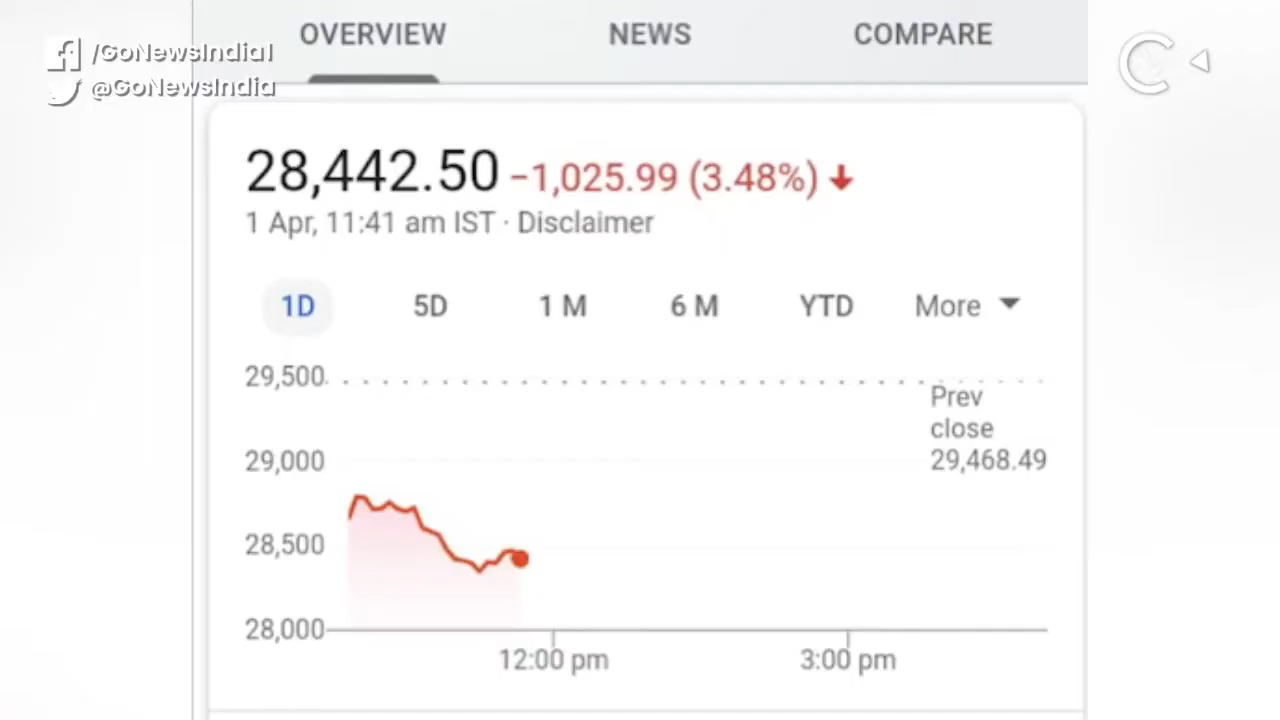 OVERVIEW NEWS COMPARE
/GoNewsIndia1
@GoNewsIndia
28,442.50 −1,025.99 (3.48%)
1 Apr, 11:41 am IST · Disclaimer
1D 5D 1 M 6 M YTD More
29,500
Prev
close
29,468.49
29,000
28,500
28,000
12:00 pm 3:00 pm